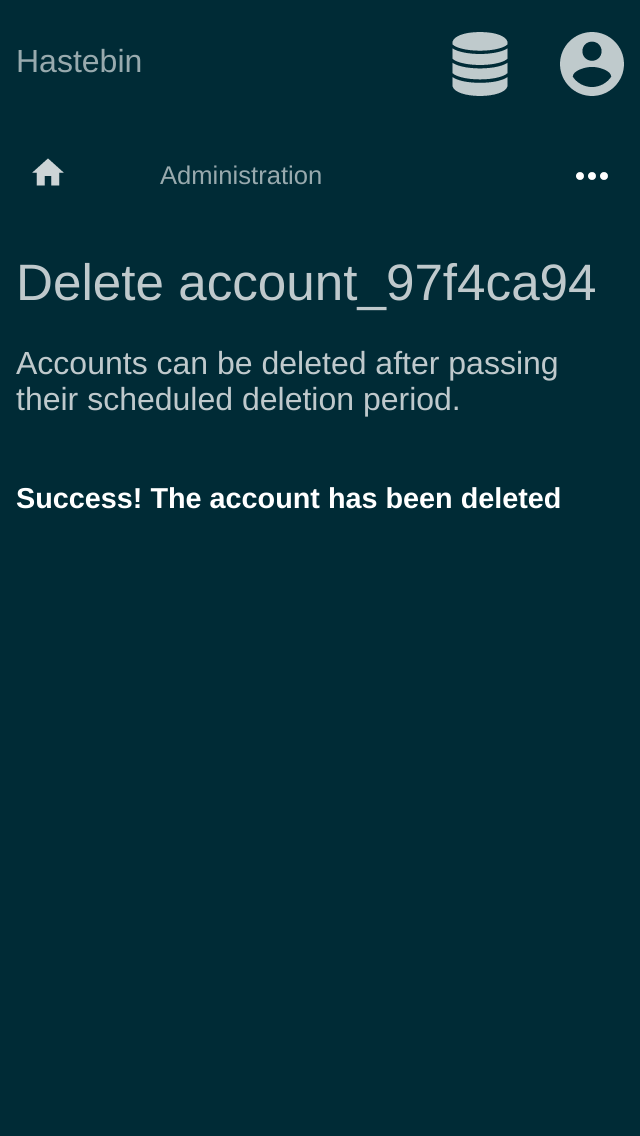 Hastebin
Administration
Delete account_97f4ca94
Accounts can be deleted after passing
their scheduled deletion period.
Success! The account has been deleted